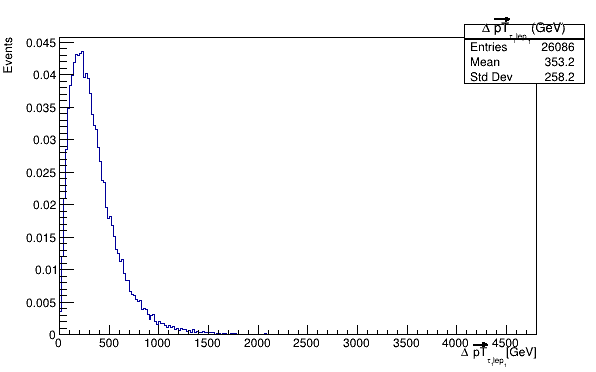 Δ pT τ,lep (GeV)
Entries 26086
Mean 353.2
Std Dev 258.2
Events
0.045
0.04
0.035
0.03
0.025
0.02
0.015
0.01
0.005
0
0 500 1000 1500 2000 2500 3000 3500 4000 4500
Δ pT τ,lep [GeV]